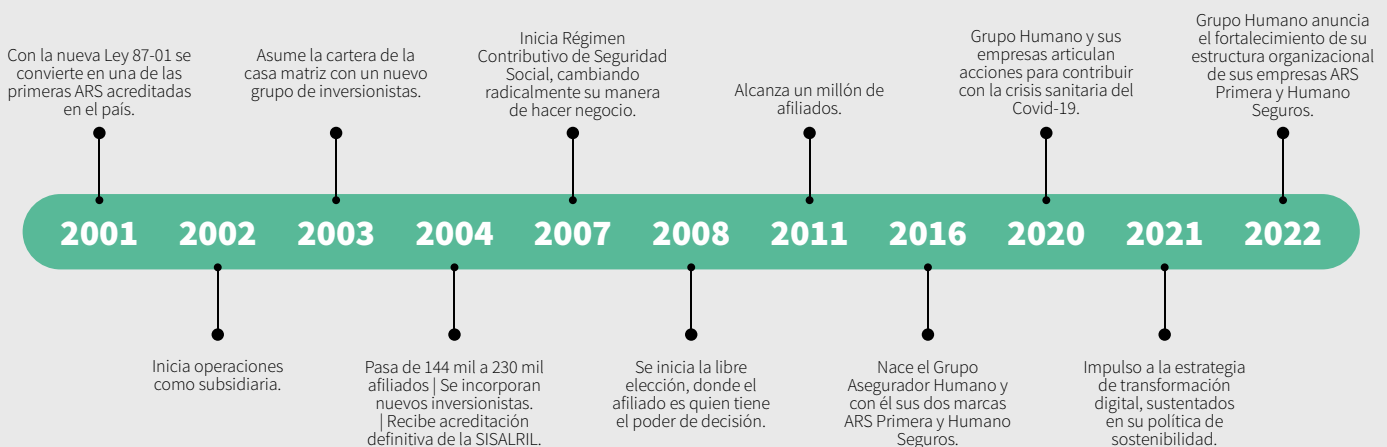 Con la nueva Ley 87-01 se
convierte en una de las
primeras ARS acreditadas
en el país.
Asume la cartera de la
casa matriz con un nuevo
grupo de inversionistas.
Inicia Régimen
Contributivo de Seguridad
Social, cambiando
radicalmente su manera
de hacer negocio.
Alcanza un millón de
afiliados.
Grupo Humano y sus
empresas articulan
acciones para contribuir
con la crisis sanitaria del
Covid-19.
Grupo Humano anuncia
el fortalecimiento de su
estructura organizacional
de sus empresas ARS
Primera y Humano
Seguros.
2001 2002 2003 2004 2007 2008 2011 2016 2020 2021 2022
Inicia operaciones
como subsidiaria.
Pasa de 144 mil a 230 mil
afiliados | Se incorporan
nuevos inversionistas.
| Recibe acreditación
definitiva de la SISALRIL.
Se inicia la libre
elección, donde el
afiliado es quien tiene
el poder de decisión.
Nace el Grupo
Asegurador Humano y
con él sus dos marcas
ARS Primera y Humano
Seguros.
Impulso a la estrategia
de transformación
digital, sustentados
en su política de
sostenibilidad.